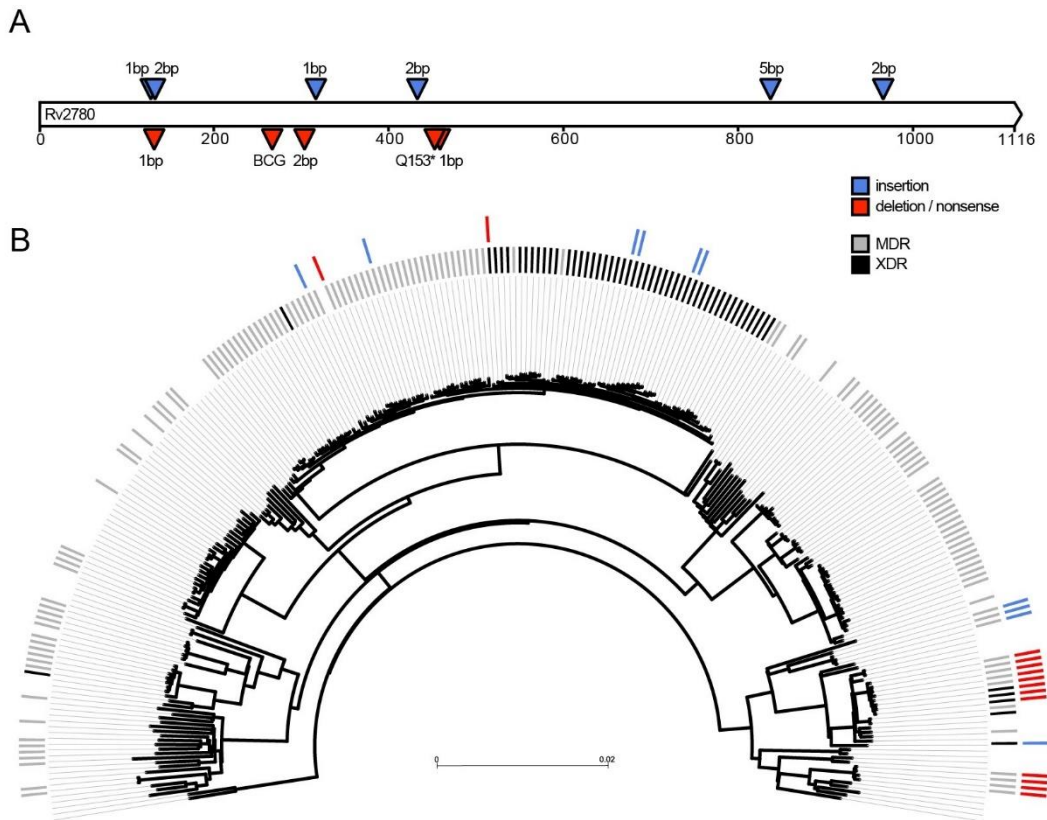 A
1bp 2bp 1bp 2bp 5bp 2bp
Rv2780
0 200 400 600 800 1000 1116
1bp BCG 2bp Q153* 1bp
insertion
deletion / nonsense
B
MDR
XDR
0 0.02